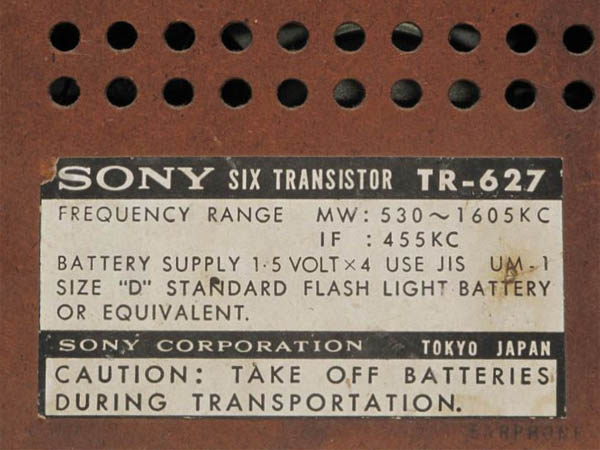 SONY SIX TRANSISTOR TR-627
FREQUENCY RANGE MW: 530~1605KC
IF : 455KC
BATTERY SUPPLY 1·5 VOLT×4 USE JIS UM-1
SIZE "D" STANDARD FLASH LIGHT BATTERY
OR EQUIVALENT.
SONY CORPORATION TOKYO JAPAN
CAUTION: TAKE OFF BATTERIES
DURING TRANSPORTATION.
EARPHONE